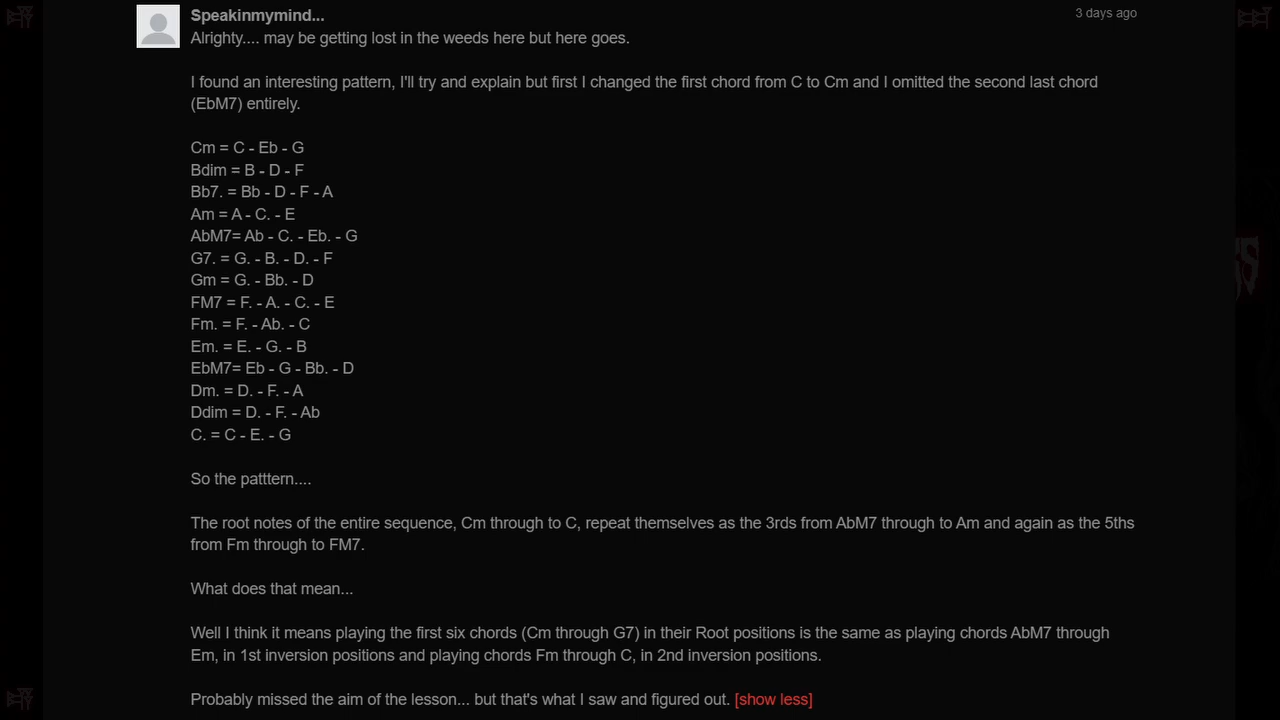 Speakinmymind...
3 days ago
Alrighty.... may be getting lost in the weeds here but here goes.
I found an interesting pattern, I'll try and explain but first I changed the first chord from C to Cm and I omitted the second last chord
(EbM7) entirely.
Cm = C - Eb - G
Bdim = B - D - F
Bb7. = Bb - D - F - A
Am = A - C. - E
AbM7= Ab - C. - Eb. - G
G7. = G. - B. - D. - F
Gm = G. - Bb. - D
FM7 = F. - A. - C. - E
Fm. = F. - Ab. - C
Em. = E. - G. - B
EbM7= Eb - G - Bb. - D
Dm. = D. - F. - A
Ddim = D. - F. - Ab
C. = C - E. - G
So the patttern....
The root notes of the entire sequence, Cm through to C, repeat themselves as the 3rds from AbM7 through to Am and again as the 5ths
from Fm through to FM7.
What does that mean...
Well I think it means playing the first six chords (Cm through G7) in their Root positions is the same as playing chords AbM7 through
Em, in 1st inversion positions and playing chords Fm through C, in 2nd inversion positions.
Probably missed the aim of the lesson... but that's what I saw and figured out. [show less]